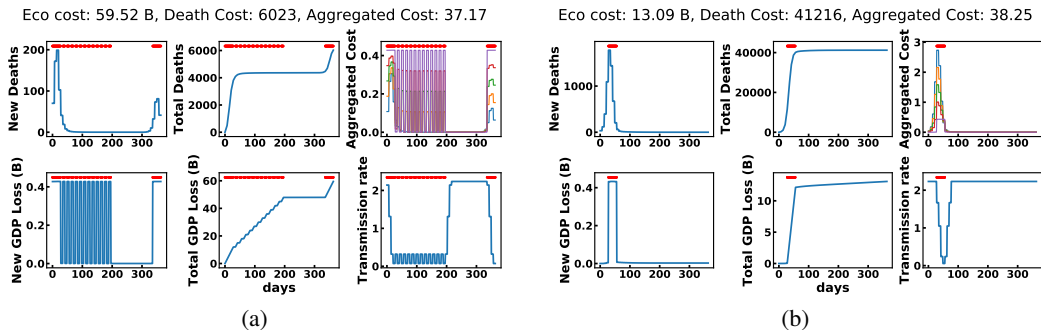 Eco cost: 59.52 B, Death Cost: 6023, Aggregated Cost: 37.17
New Deaths
200
100
0
0 100 200 300
Total Deaths
6000
4000
2000
0
0 100 200 300
Aggregated Cost
0.4
0.2
0.0
0 100 200 300
New GDP Loss (B)
0.4
0.2
0.0
0 100 200 300
Total GDP Loss (B)
60
40
20
0
0 100 200 300
days
Transmission rate
2
1
0
0 100 200 300
(a)
Eco cost: 13.09 B, Death Cost: 41216, Aggregated Cost: 38.25
New Deaths
1000
0
0 100 200 300
Total Deaths
40000
20000
0
0 100 200 300
Aggregated Cost
3
2
1
0
0 100 200 300
New GDP Loss (B)
0.4
0.2
0.0
0 100 200 300
Total GDP Loss (B)
10
5
0
0 100 200 300
days
Transmission rate
2
1
0
0 100 200 300
(b)